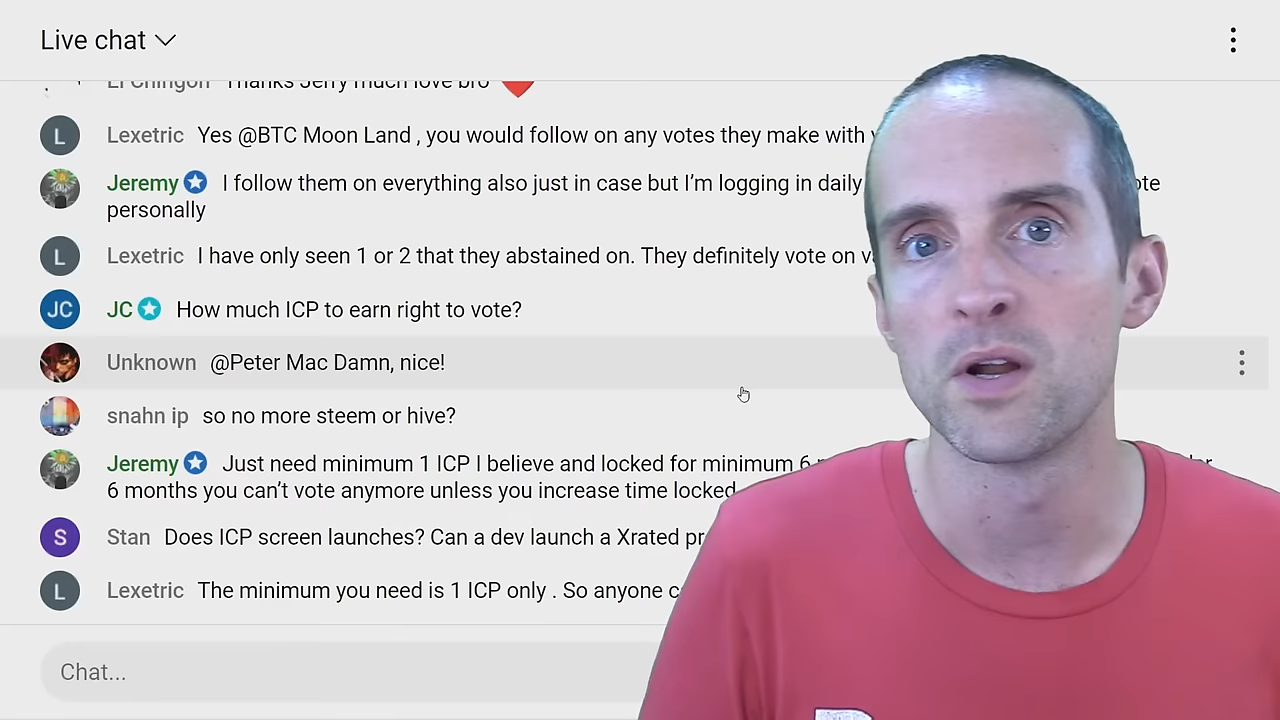 Live chat
El Chingon Thanks Jerry much love bro
L Lexetric Yes @BTC Moon Land , you would follow on any votes they make with
Jeremy I follow them on everything also just in case but I’m logging in daily
personally
L Lexetric I have only seen 1 or 2 that they abstained on. They definitely vote on
JC JC How much ICP to earn right to vote?
Unknown @Peter Mac Damn, nice!
snahn ip so no more steem or hive?
Jeremy Just need minimum 1 ICP I believe and locked for minimum 6
6 months you can’t vote anymore unless you increase time locked
S Stan Does ICP screen launches? Can a dev launch a Xrated
L Lexetric The minimum you need is 1 ICP only . So anyone
Chat...